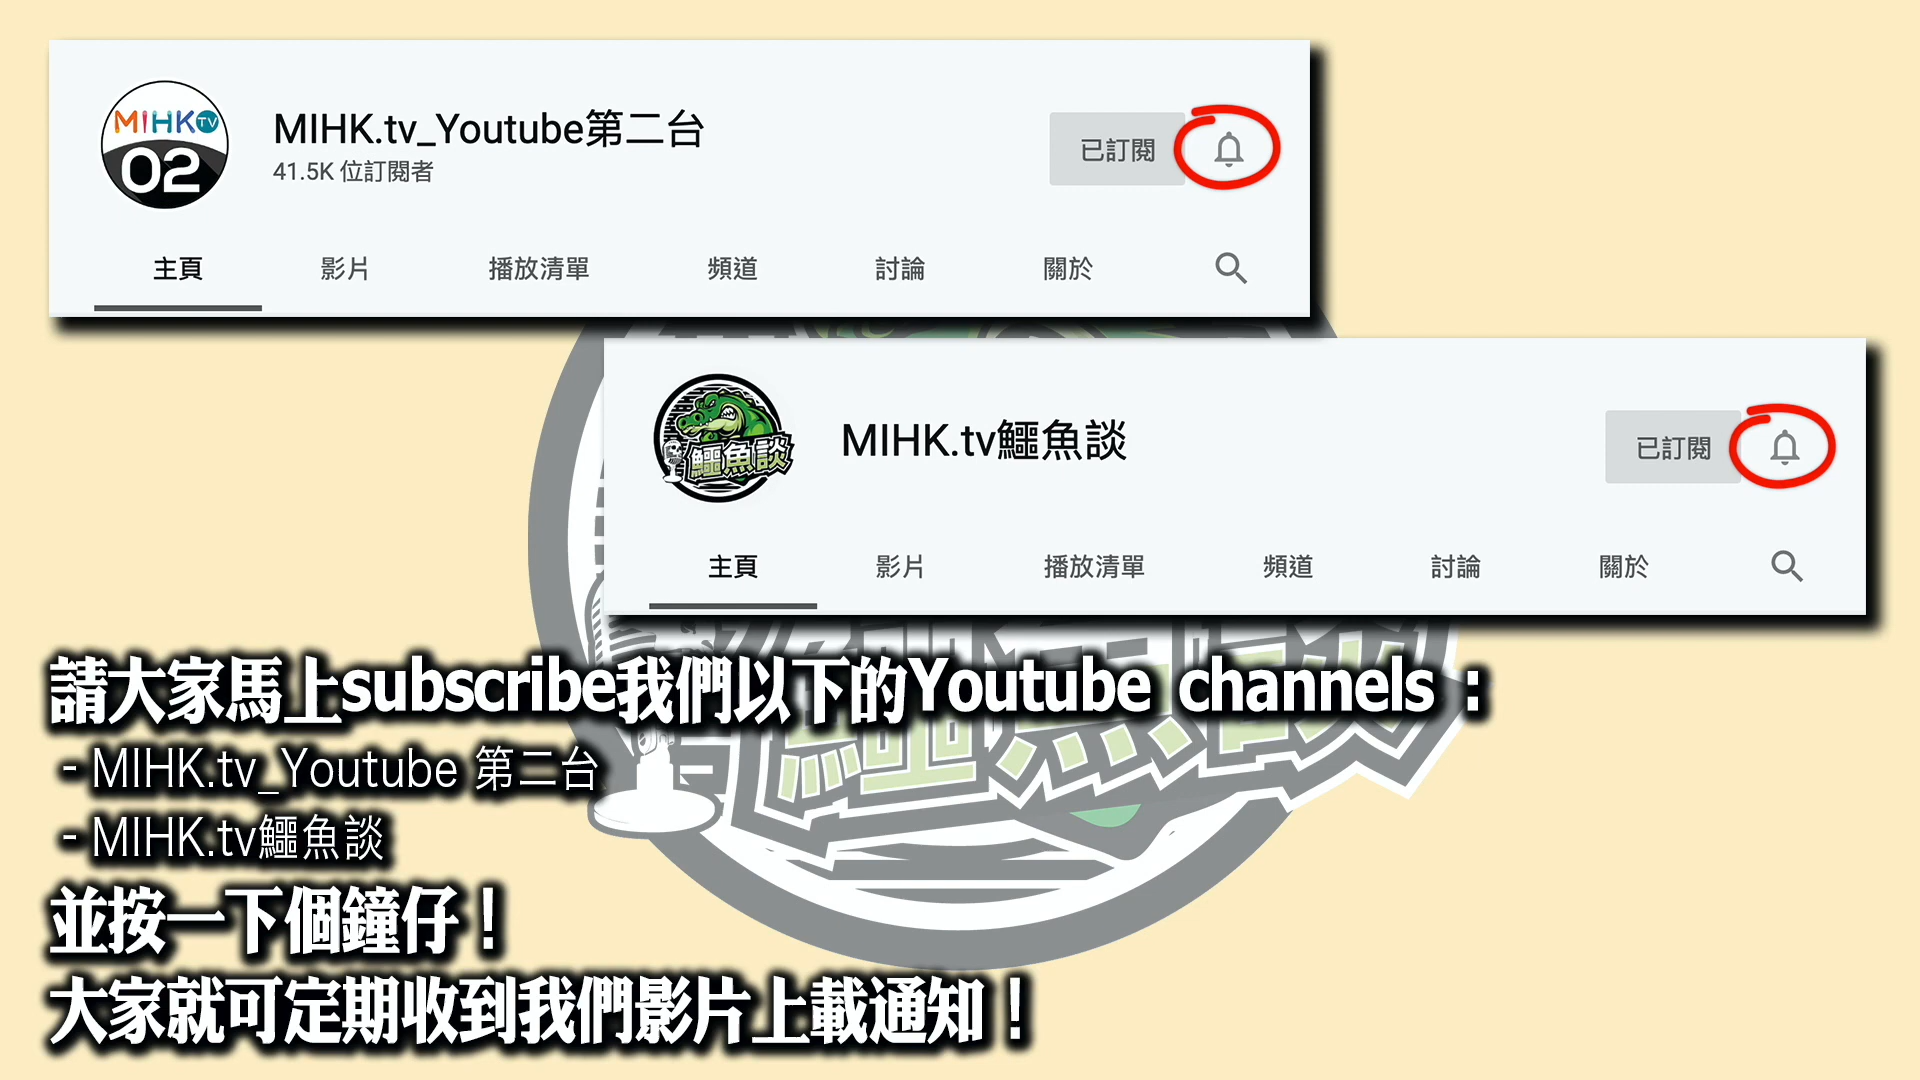 MIHK TV
02
MIHK.tv_Youtube第二台
41.5K 位訂閱者
已訂閱
主頁 影片 播放清單 頻道 討論 關於
鱷魚談
MIHK.tv鱷魚談
已訂閱
主頁 影片 播放清單 頻道 討論 關於
鱷魚談
請大家馬上subscribe我們以下的Youtube channels：
- MIHK.tv_Youtube 第二台
- MIHK.tv鱷魚談
並按一下個鐘仔！
大家就可定期收到我們影片上載通知！